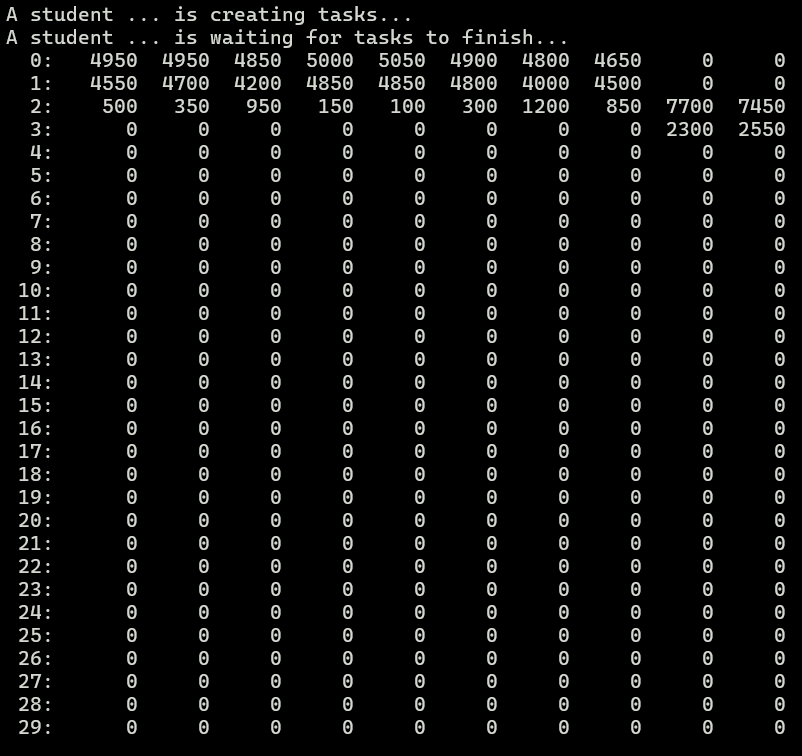 A student ... is creating tasks...
A student ... is waiting for tasks to finish...
0: 4950 4950 4850 5000 5050 4900 4800 4650 0 0
1: 4550 4700 4200 4850 4850 4800 4000 4500 0 0
2: 500 350 950 150 100 300 1200 850 7700 7450
3: 0 0 0 0 0 0 0 0 2300 2550
4: 0 0 0 0 0 0 0 0 0 0
5: 0 0 0 0 0 0 0 0 0 0
6: 0 0 0 0 0 0 0 0 0 0
7: 0 0 0 0 0 0 0 0 0 0
8: 0 0 0 0 0 0 0 0 0 0
9: 0 0 0 0 0 0 0 0 0 0
10: 0 0 0 0 0 0 0 0 0 0
11: 0 0 0 0 0 0 0 0 0 0
12: 0 0 0 0 0 0 0 0 0 0
13: 0 0 0 0 0 0 0 0 0 0
14: 0 0 0 0 0 0 0 0 0 0
15: 0 0 0 0 0 0 0 0 0 0
16: 0 0 0 0 0 0 0 0 0 0
17: 0 0 0 0 0 0 0 0 0 0
18: 0 0 0 0 0 0 0 0 0 0
19: 0 0 0 0 0 0 0 0 0 0
20: 0 0 0 0 0 0 0 0 0 0
21: 0 0 0 0 0 0 0 0 0 0
22: 0 0 0 0 0 0 0 0 0 0
23: 0 0 0 0 0 0 0 0 0 0
24: 0 0 0 0 0 0 0 0 0 0
25: 0 0 0 0 0 0 0 0 0 0
26: 0 0 0 0 0 0 0 0 0 0
27: 0 0 0 0 0 0 0 0 0 0
28: 0 0 0 0 0 0 0 0 0 0
29: 0 0 0 0 0 0 0 0 0 0